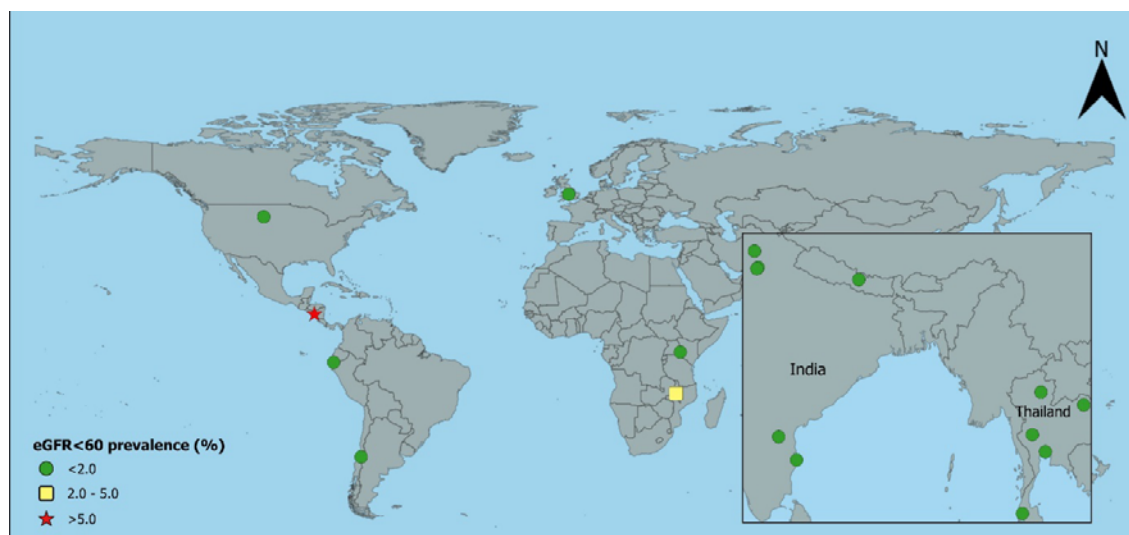 N
India
Thailand
eGFR<60 prevalence (%)
<2.0
2.0 - 5.0
>5.0